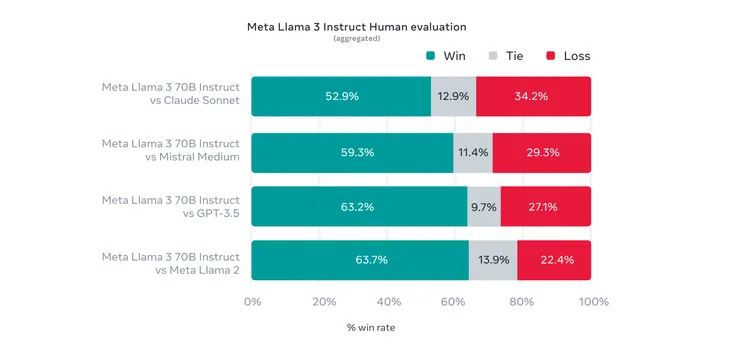 Meta Llama 3 Instruct Human evaluation
(aggregated)
Win Tie Loss
Meta Llama 3 70B Instruct
vs Claude Sonnet
52.9% 12.9% 34.2%
Meta Llama 3 70B Instruct
vs Mistral Medium
59.3% 11.4% 29.3%
Meta Llama 3 70B Instruct
vs GPT-3.5
63.2% 9.7% 27.1%
Meta Llama 3 70B Instruct
vs Meta Llama 2
63.7% 13.9% 22.4%
0% 20% 40% 60% 80% 100%
% win rate